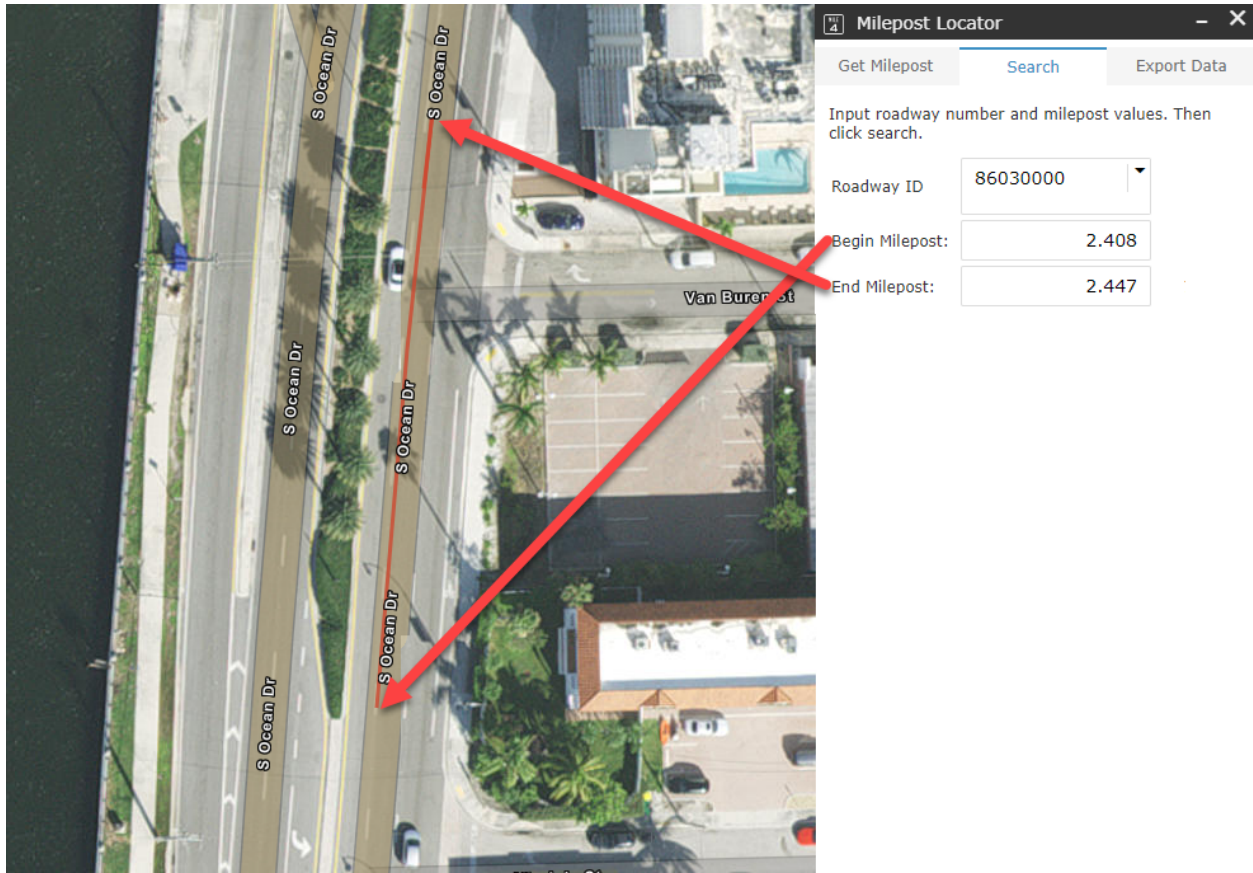 MILE
4
Milepost Locator
Get Milepost
Search
Export Data
Input roadway number and milepost values. Then
click search.
Roadway ID
86030000
Begin Milepost:
2.408
End Milepost:
2.447
S Ocean Dr
S Ocean Dr
Van Buren St
S Ocean Dr
S Ocean Dr
S Ocean Dr
S Ocean Dr